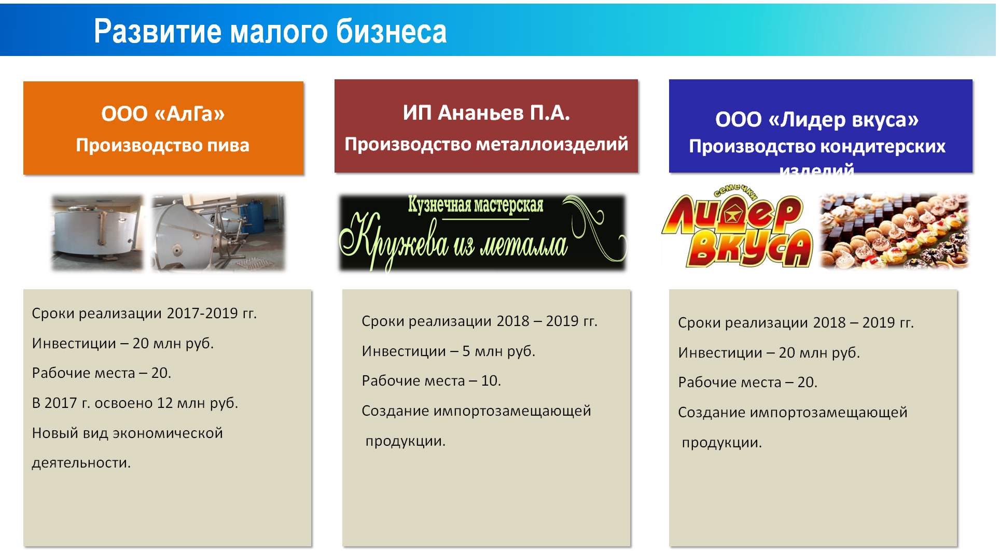 Развитие малого бизнеса
ООО «АлГа»
Производство пива
ИП Ананьев П.А.
Производство металлоизделий
ООО «Лидер вкуса»
Производство кондитерских
изделий
Кузнечная мастерская
Кружева из металла
семечки
Лидер
вкуса
Сроки реализации 2017-2019 гг.
Инвестиции – 20 млн руб.
Рабочие места – 20.
В 2017 г. освоено 12 млн руб.
Новый вид экономической
деятельности.
Сроки реализации 2018 – 2019 гг.
Инвестиции – 5 млн руб.
Рабочие места – 10.
Создание импортозамещающей
продукции.
Сроки реализации 2018 – 2019 гг.
Инвестиции – 20 млн руб.
Рабочие места – 20.
Создание импортозамещающей
продукции.